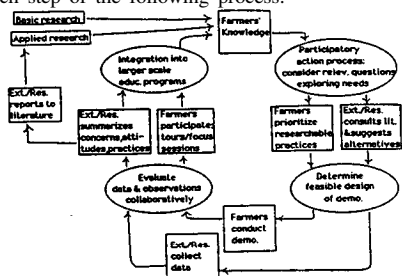 ch step of the following process:
Basic research
Applied research
Farmers'
Knowledge
Integration into
larger scale
educ. programs
Participatory
action process:
consider relev. questions
exploring needs
Ext./Res.
reports to
literature
Ext./Res.
summarizes
concerns,atti-
tudes,practices
Farmers
participate:
tours/focus
sessions
Farmers
prioritize
researchable
practices
Ext./Res.
consults lit.
& suggests
alternatives
Evaluate
data & observations
collaboratively
Determine
feasible design
of demo.
Farmers
conduct
demo.
Ext./Res.
collect
data